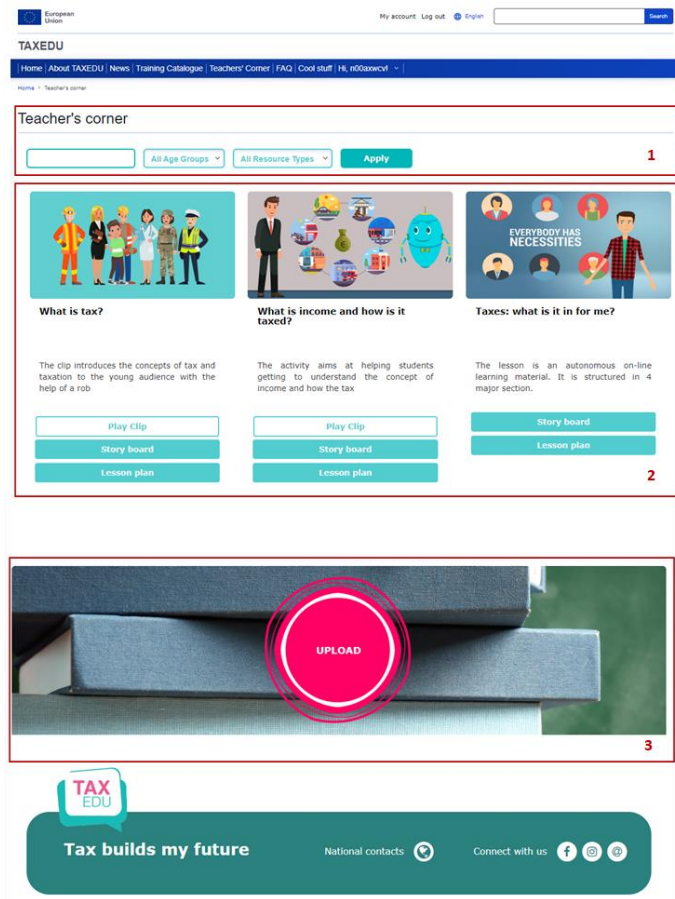 European
Union
My account Log out English Search
TAXEDU
Home | About TAXEDU | News | Training Catalogue | Teachers' Corner | FAQ | Cool stuff | Hi, n00axwcv!
Home > Teacher's corner
Teacher's corner
All Age Groups All Resource Types Apply
1
EVERYBODY HAS
NECESSITIES
What is tax? What is income and how is it Taxes: what is it in for me?
taxed?
The clip introduces the concepts of tax and The activity aims at helping students The lesson is an autonomous on-line
taxation to the young audience with the getting to understand the concept of learning material. It is structured in 4
help of a rob income and how the tax major section.
Play Clip Play Clip Story board
Story board Story board Lesson plan
Lesson plan Lesson plan
2
UPLOAD
3
TAX
EDU
Tax builds my future National contacts Connect with us